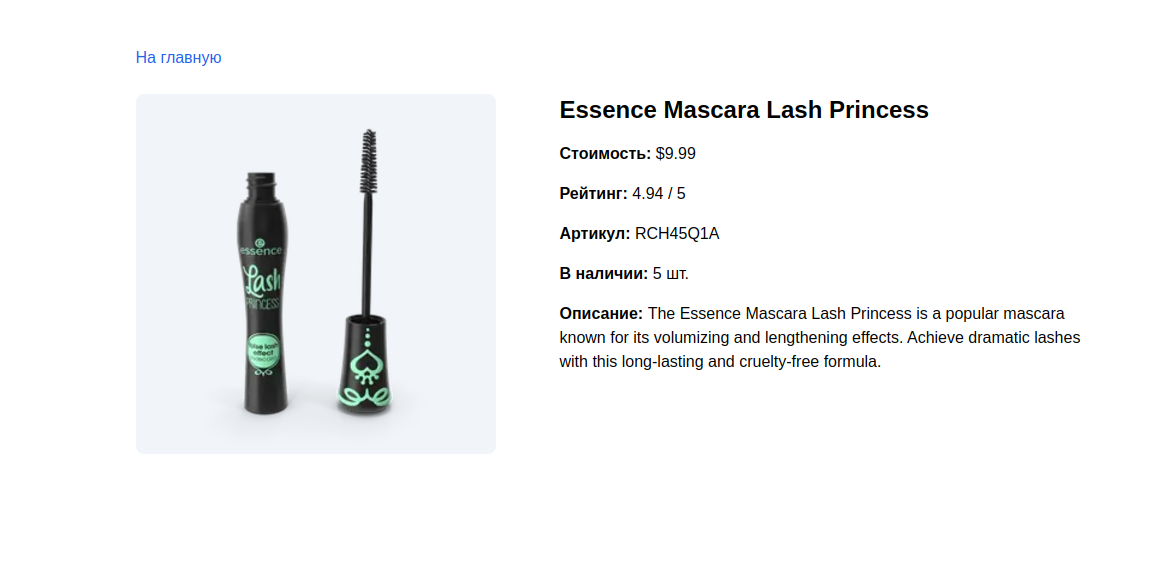 На главную
Essence Mascara Lash Princess
Стоимость: $9.99
Рейтинг: 4.94 / 5
Артикул: RCH45Q1A
В наличии: 5 шт.
Описание: The Essence Mascara Lash Princess is a popular mascara
known for its volumizing and lengthening effects. Achieve dramatic lashes
with this long-lasting and cruelty-free formula.
essence
Lash
PRINCESS
false lash
effect